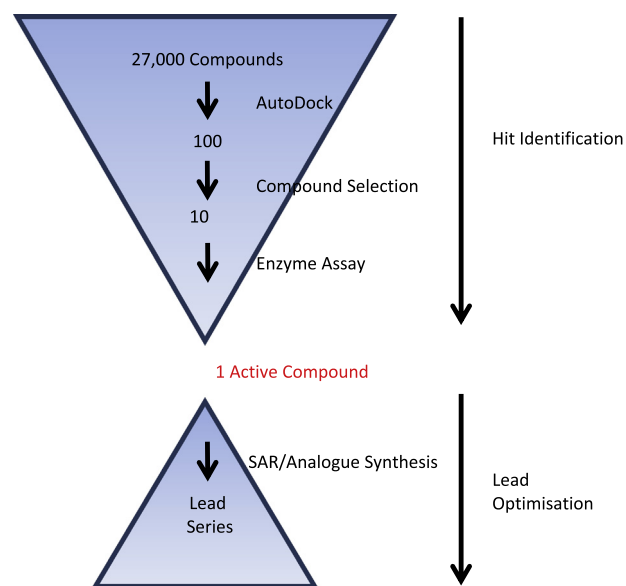 27,000 Compounds
AutoDock
100
Hit Identification
Compound Selection
10
Enzyme Assay
1 Active Compound
SAR/Analogue Synthesis
Lead
Series
Lead
Optimisation